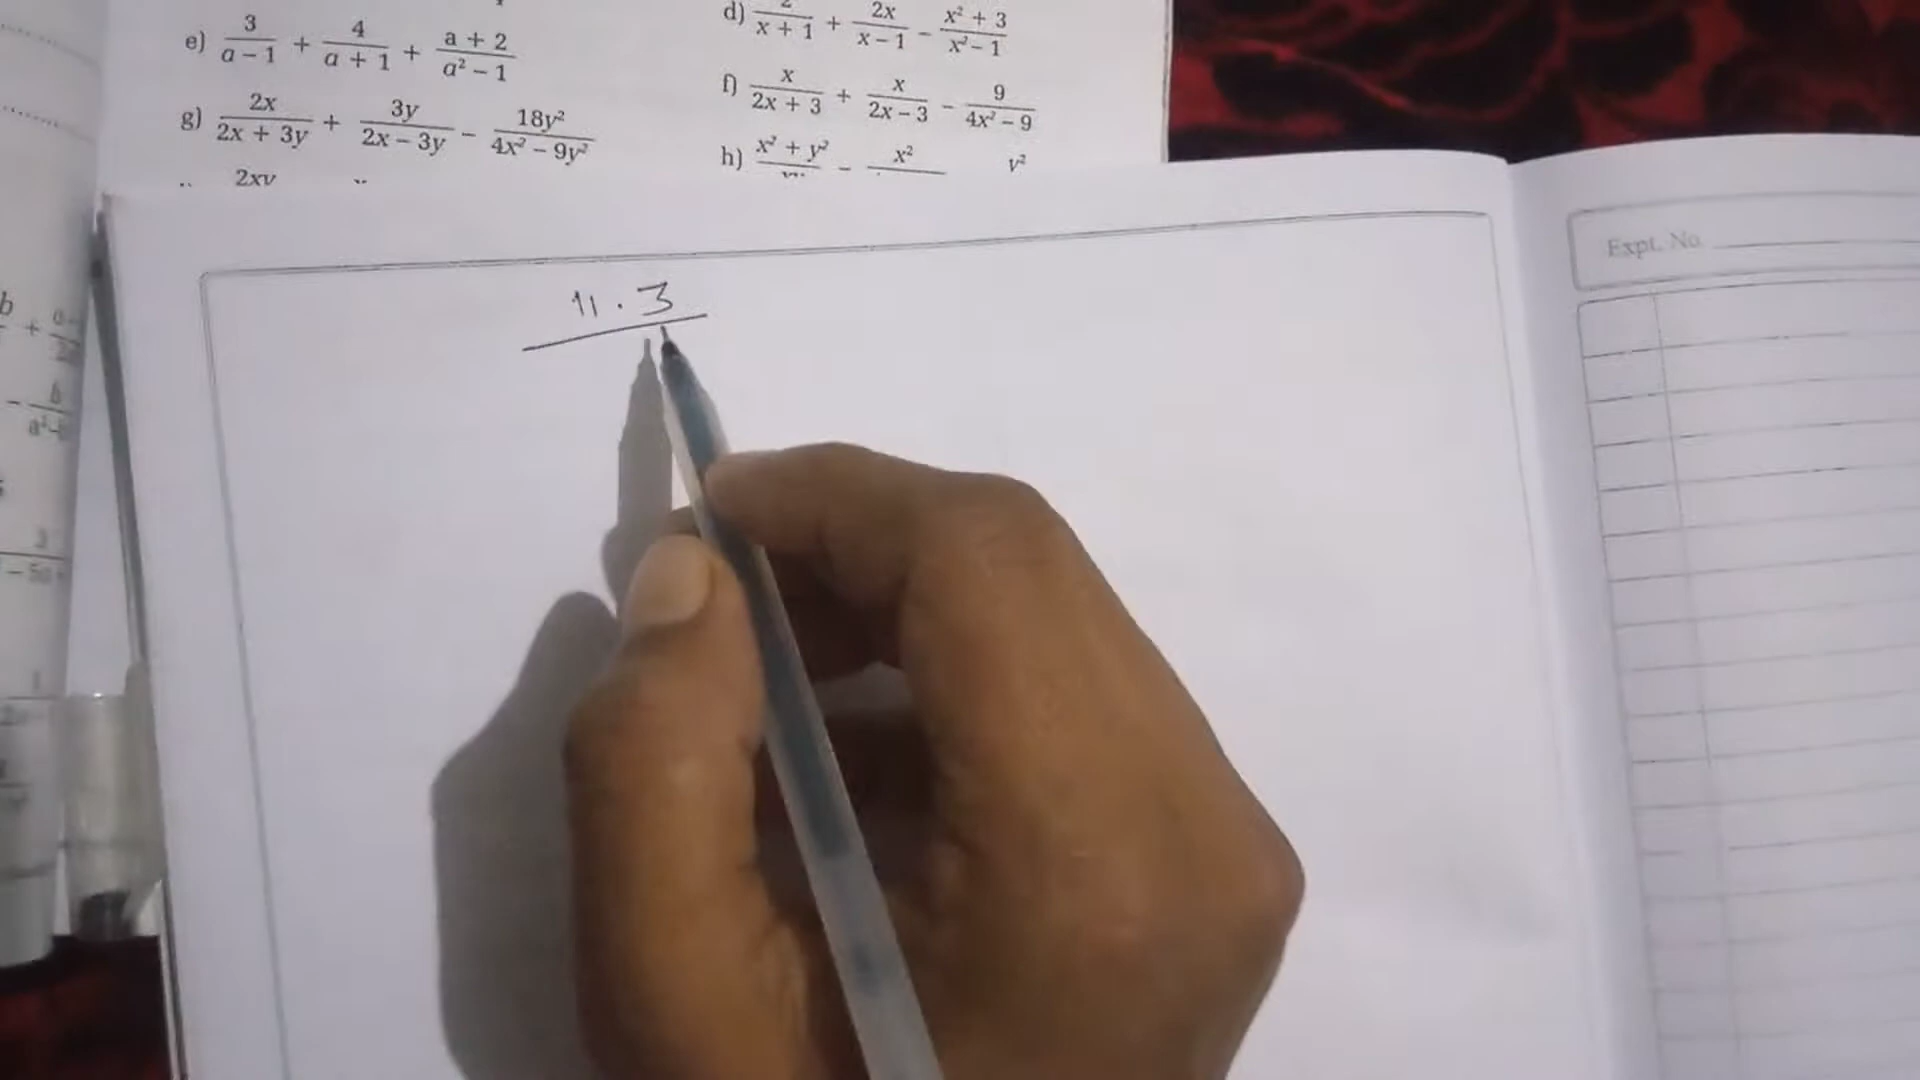 e) 3/(a – 1) + 4/(a + 1) + (a + 2)/(a² – 1)
d) 2/(x + 1) + 2x/(x – 1) – (x² + 3)/(x² – 1)
f) x/(2x + 3) + x/(2x – 3) – 9/(4x² – 9)
g) 2x/(2x + 3y) + 3y/(2x – 3y) – 18y²/(4x² – 9y²)
h) x² + y² – x² y²
2xy
11.3
Expt. No.